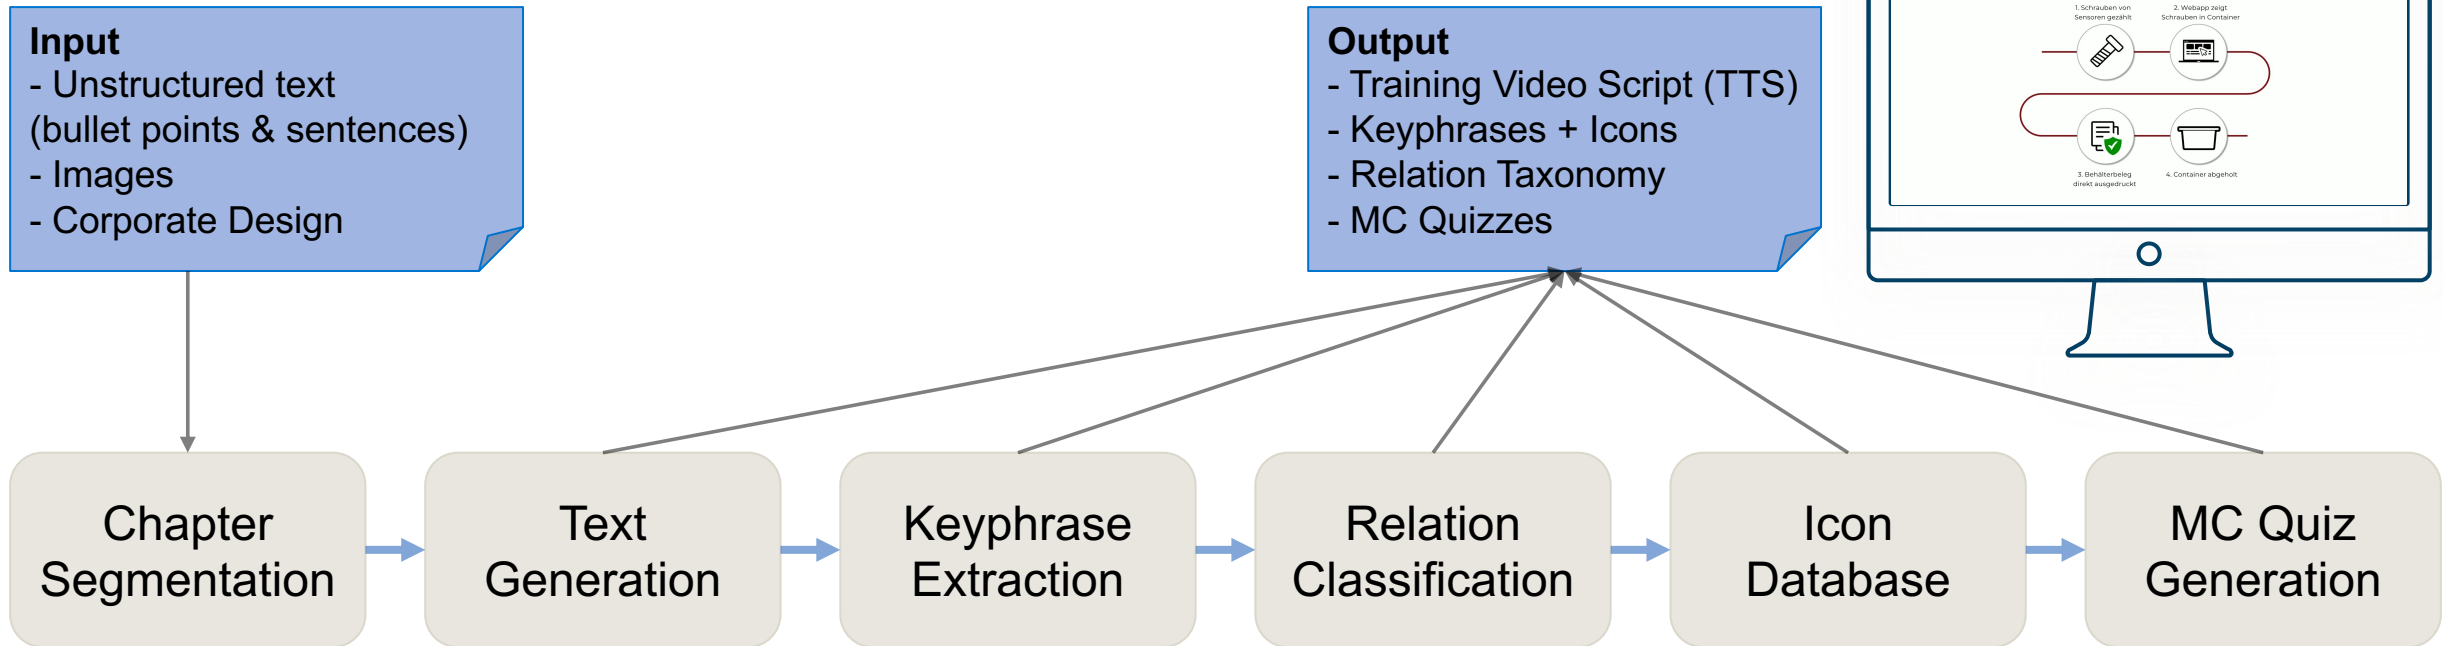 Input
- Unstructured text
(bullet points & sentences)
- Images
- Corporate Design
Output
- Training Video Script (TTS)
- Keyphrases + Icons
- Relation Taxonomy
- MC Quizzes
1. Schrauben von
Sensoren gezählt
2. Webapp zeigt
Schrauben in Container
3. Behälterbeleg
direkt ausgedruckt
4. Container abgeholt
Chapter
Segmentation
Text
Generation
Keyphrase
Extraction
Relation
Classification
Icon
Database
MC Quiz
Generation